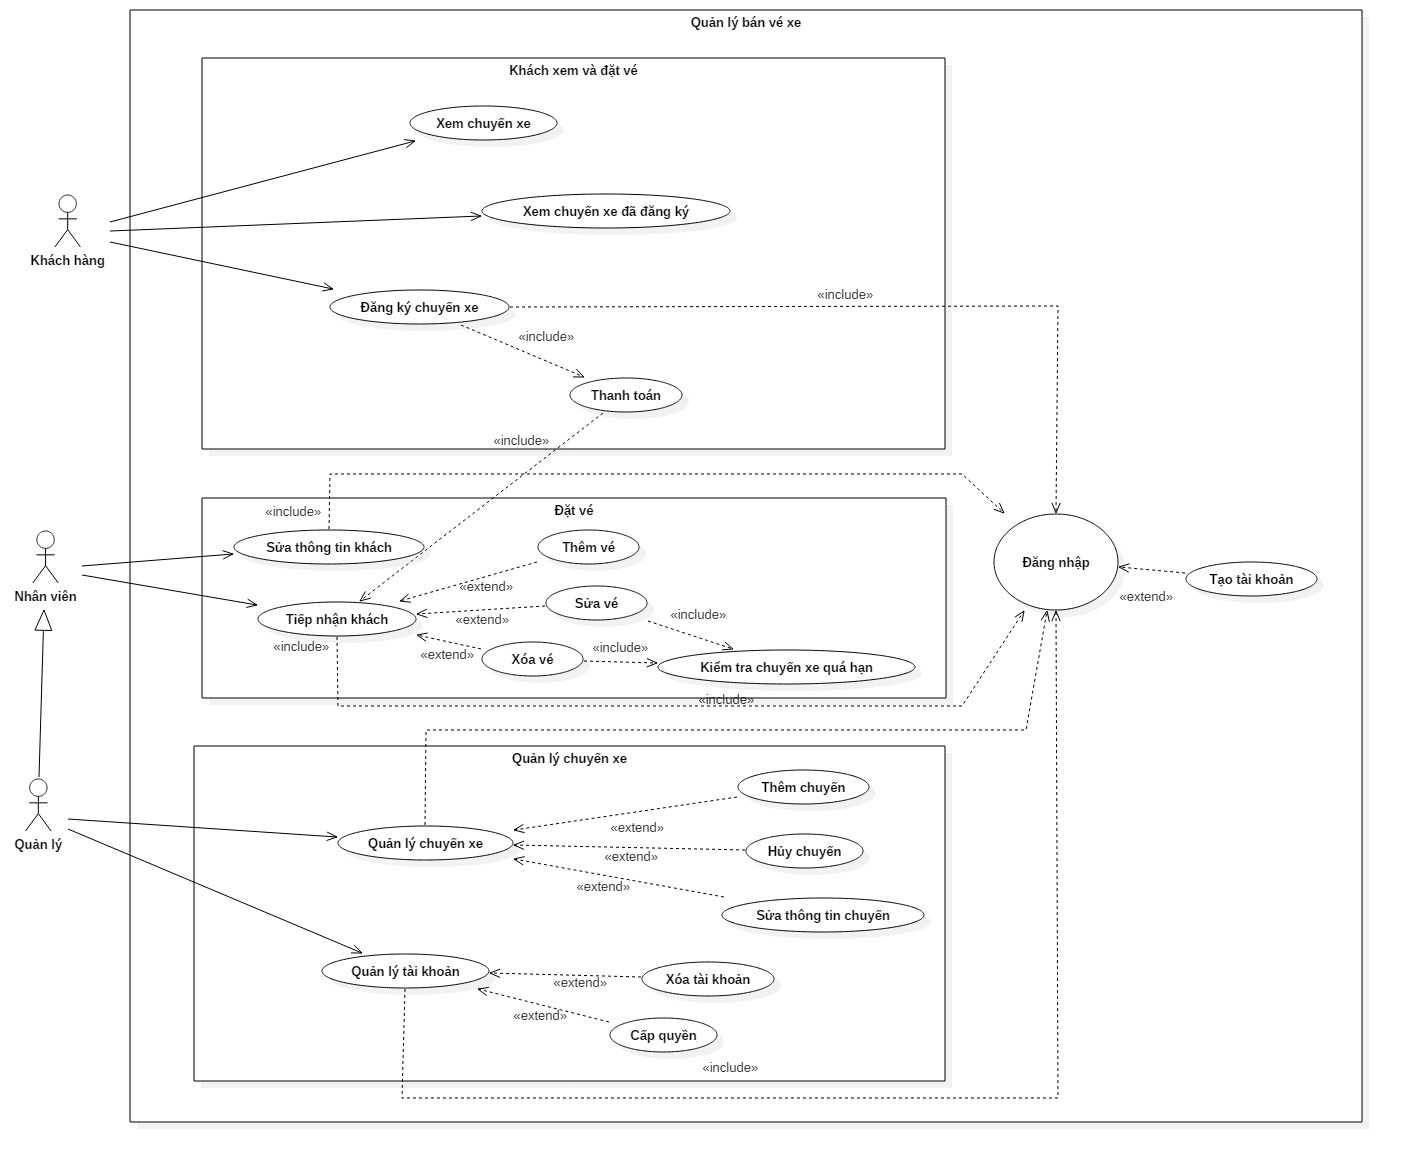 Quản lý bán vé xe
Khách xem và đặt vé
Xem chuyến xe
Xem chuyến xe đã đăng ký
Khách hàng
Đăng ký chuyến xe
«include»
«include»
Thanh toán
«include»
«include»
Đặt vé
Sửa thông tin khách
Thêm vé
Đăng nhập
Tạo tài khoản
«extend»
«extend»
Nhân viên
Sửa vé
Tiếp nhận khách
«extend»
«include»
«include»
«extend»
Xóa vé
«include»
Kiểm tra chuyến xe quá hạn
«include»
Quản lý chuyến xe
Thêm chuyến
«extend»
Quản lý
Quản lý chuyến xe
Hủy chuyến
«extend»
«extend»
Sửa thông tin chuyến
Quản lý tài khoản
Xóa tài khoản
«extend»
«extend»
Cấp quyền
«include»